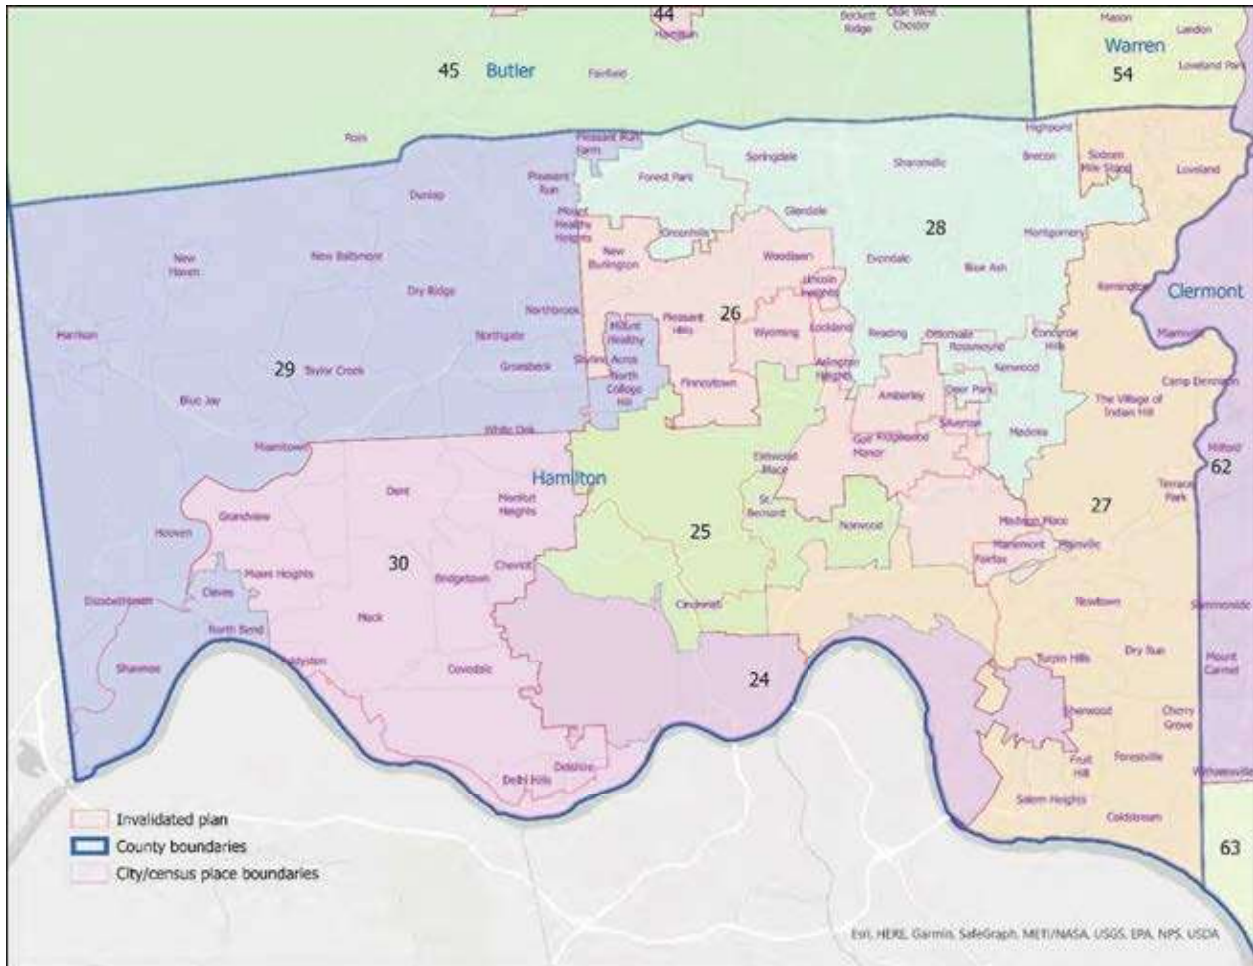 44
Hamilton
Beckett
Ridge
Olde West
Chester
Mason
Landon
Warren
54
Loveland Park
45
Butler
Fairfield
Ross
Pleasant Run
Farm
Highpoint
Springdale
Sharonville
Brecon
Loveland
Pleasant
Run
Forest Park
Dunlap
Mount
Healthy
Heights
Glendale
28
Greenhills
Montgomery
New
Haven
New Baltimore
New
Burlington
Woodlawn
Evendale
Blue Ash
Dry Ridge
Lincoln
Heights
Remington
Clermont
Northbrook
26
Harrison
Northgate
Mount
Healthy
Pleasant
Hills
Wyoming
Lockland
Reading
Rossmoyne
Concorde
Hills
Miamiville
29
Taylor Creek
Groesbeck
Skyline Acres
North
College
Hill
Arlington
Heights
Kenwood
Finneytown
Amberley
Deer Park
Camp Dennison
Blue Jay
The Village of
Indian Hill
Silverton
White Oak
Madeira
Miamitown
Golf
Manor
Ridgewood
Milford
Hamilton
Elmwood
Place
62
Dent
Monfort
Heights
St.
Bernard
Terrace
Park
Grandview
Norwood
27
Hooven
25
Madison Place
Mariemont
Fairfax
30
Cheviot
Miami Heights
Bridgetown
Cleves
Elizabethtown
Cincinnati
Newtown
Summerside
Mack
North Bend
Shawnee
Addyston
Covedale
24
Turpin Hills
Dry Run
Mount
Carmel
Sherwood
Cherry
Grove
Fruit
Hill
Forestville
Withamsville
Delhi Hills
Delshire
Salem Heights
Coldstream
63
Invalidated plan
County boundaries
City/census place boundaries
Esri, HERE, Garmin, SafeGraph, METI/NASA, USGS, EPA, NPS, USDA